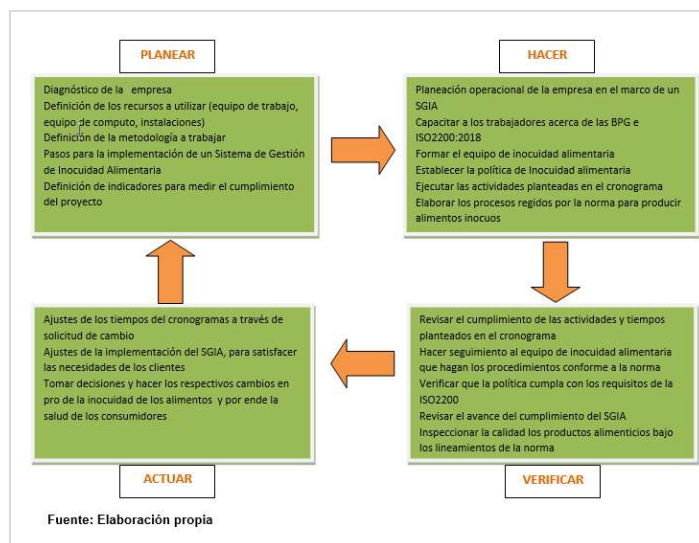 PLANEAR
Diagnóstico de la empresa
Definición de los recursos a utilizar (equipo de trabajo,
equipo de computo, instalaciones)
Definición de la metodología a trabajar
Pasos para la implementación de un Sistema de Gestión
de Inocuidad Alimentaria
Definición de indicadores para medir el cumplimiento
del proyecto
HACER
Planeación operacional de la empresa en el marco de un
SGIA
Capacitar a los trabajadores acerca de las BPG e
ISO2200:2018
Formar el equipo de inocuidad alimentaria
Establecer la política de Inocuidad alimentaria
Ejecutar las actividades planteadas en el cronograma
Elaborar los procesos regidos por la norma para producir
alimentos inocuos
Ajustes de los tiempos del cronogramas a través de
solicitud de cambio
Ajustes de la implementación del SGIA, para satisfacer
las necesidades de los clientes
Tomar decisiones y hacer los respectivos cambios en
pro de la inocuidad de los alimentos y por ende la
salud de los consumidores
ACTUAR
Revisar el cumplimiento de las actividades y tiempos
planteados en el cronograma
Hacer seguimiento al equipo de inocuidad alimentaria
que hagan los procedimientos conforme a la norma
Verificar que la política cumpla con los requisitos de la
ISO2200
Revisar el avance del cumplimiento del SGIA
Inspeccionar la calidad los productos alimenticios bajo
los lineamientos de la norma
VERIFICAR
Fuente: Elaboración propia